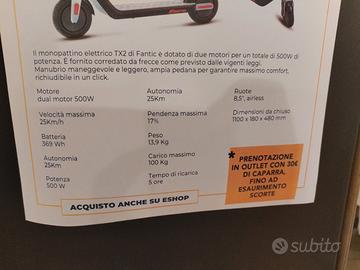 Il monopattino elettrico TX2 di Fantic è dotato di due motori per un totale di 500W di
potenza. È fornito corredato da frecce come previsto dalle vigenti leggi.
Manubrio maneggevole e leggero, ampia pedana per garantire massimo comfort,
richiudibile in un click.
Motore
dual motor 500W
Autonomia
25Km
Ruote
8,5", airless
Velocità massima
25Km/h
Pendenza massima
17%
Dimensioni da chiuso
1100 x 180 x 480 mm
Batteria
369 Wh
Peso
13,9 Kg
Autonomia
25Km
Carico massimo
100 Kg
Potenza
500 W
Tempo di ricarica
5 ore
* PRENOTAZIONE
IN OUTLET CON 30€
DI CAPARRA,
FINO AD
ESAURIMENTO
SCORTE
ACQUISTO ANCHE SU ESHOP
subito